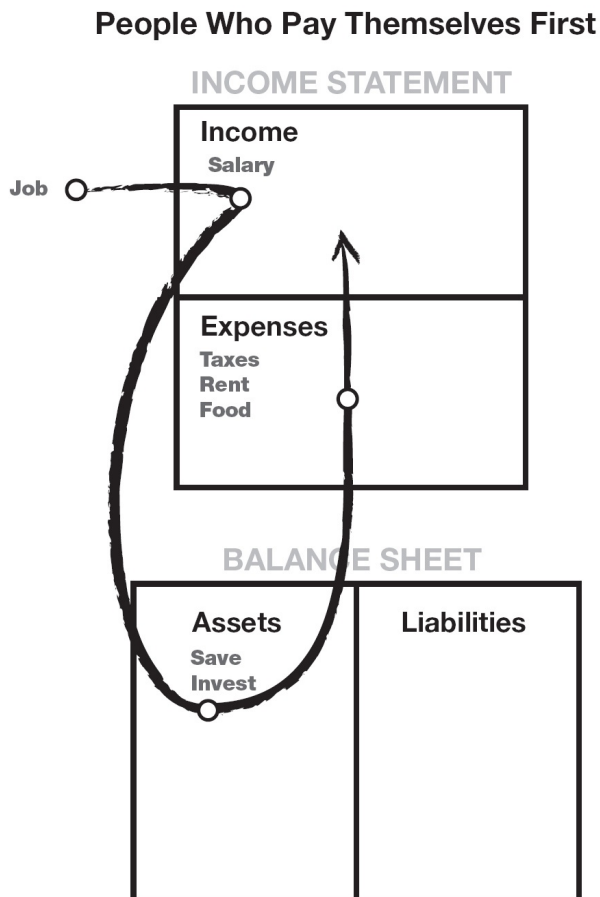 People Who Pay Themselves First
INCOME STATEMENT
Income
Salary
Job
Expenses
Taxes
Rent
Food
BALANCE SHEET
Assets
Liabilities
Save
Invest